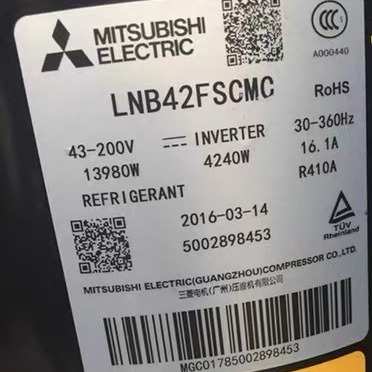 MITSUBISHI
ELECTRIC
CCC
A000440
LNB42FSCMC RoHS
43-200V INVERTER 30-360Hz
13980W 4240W 16.1A
REFRIGERANT R410A
2016-03-14
5002898453
TÜV
Rheinland
MITSUBISHI ELECTRIC(GUANGZHOU)COMPRESSOR CO.,LTD.
三菱电机(广州)压缩机有限公司
MGC01785002898453